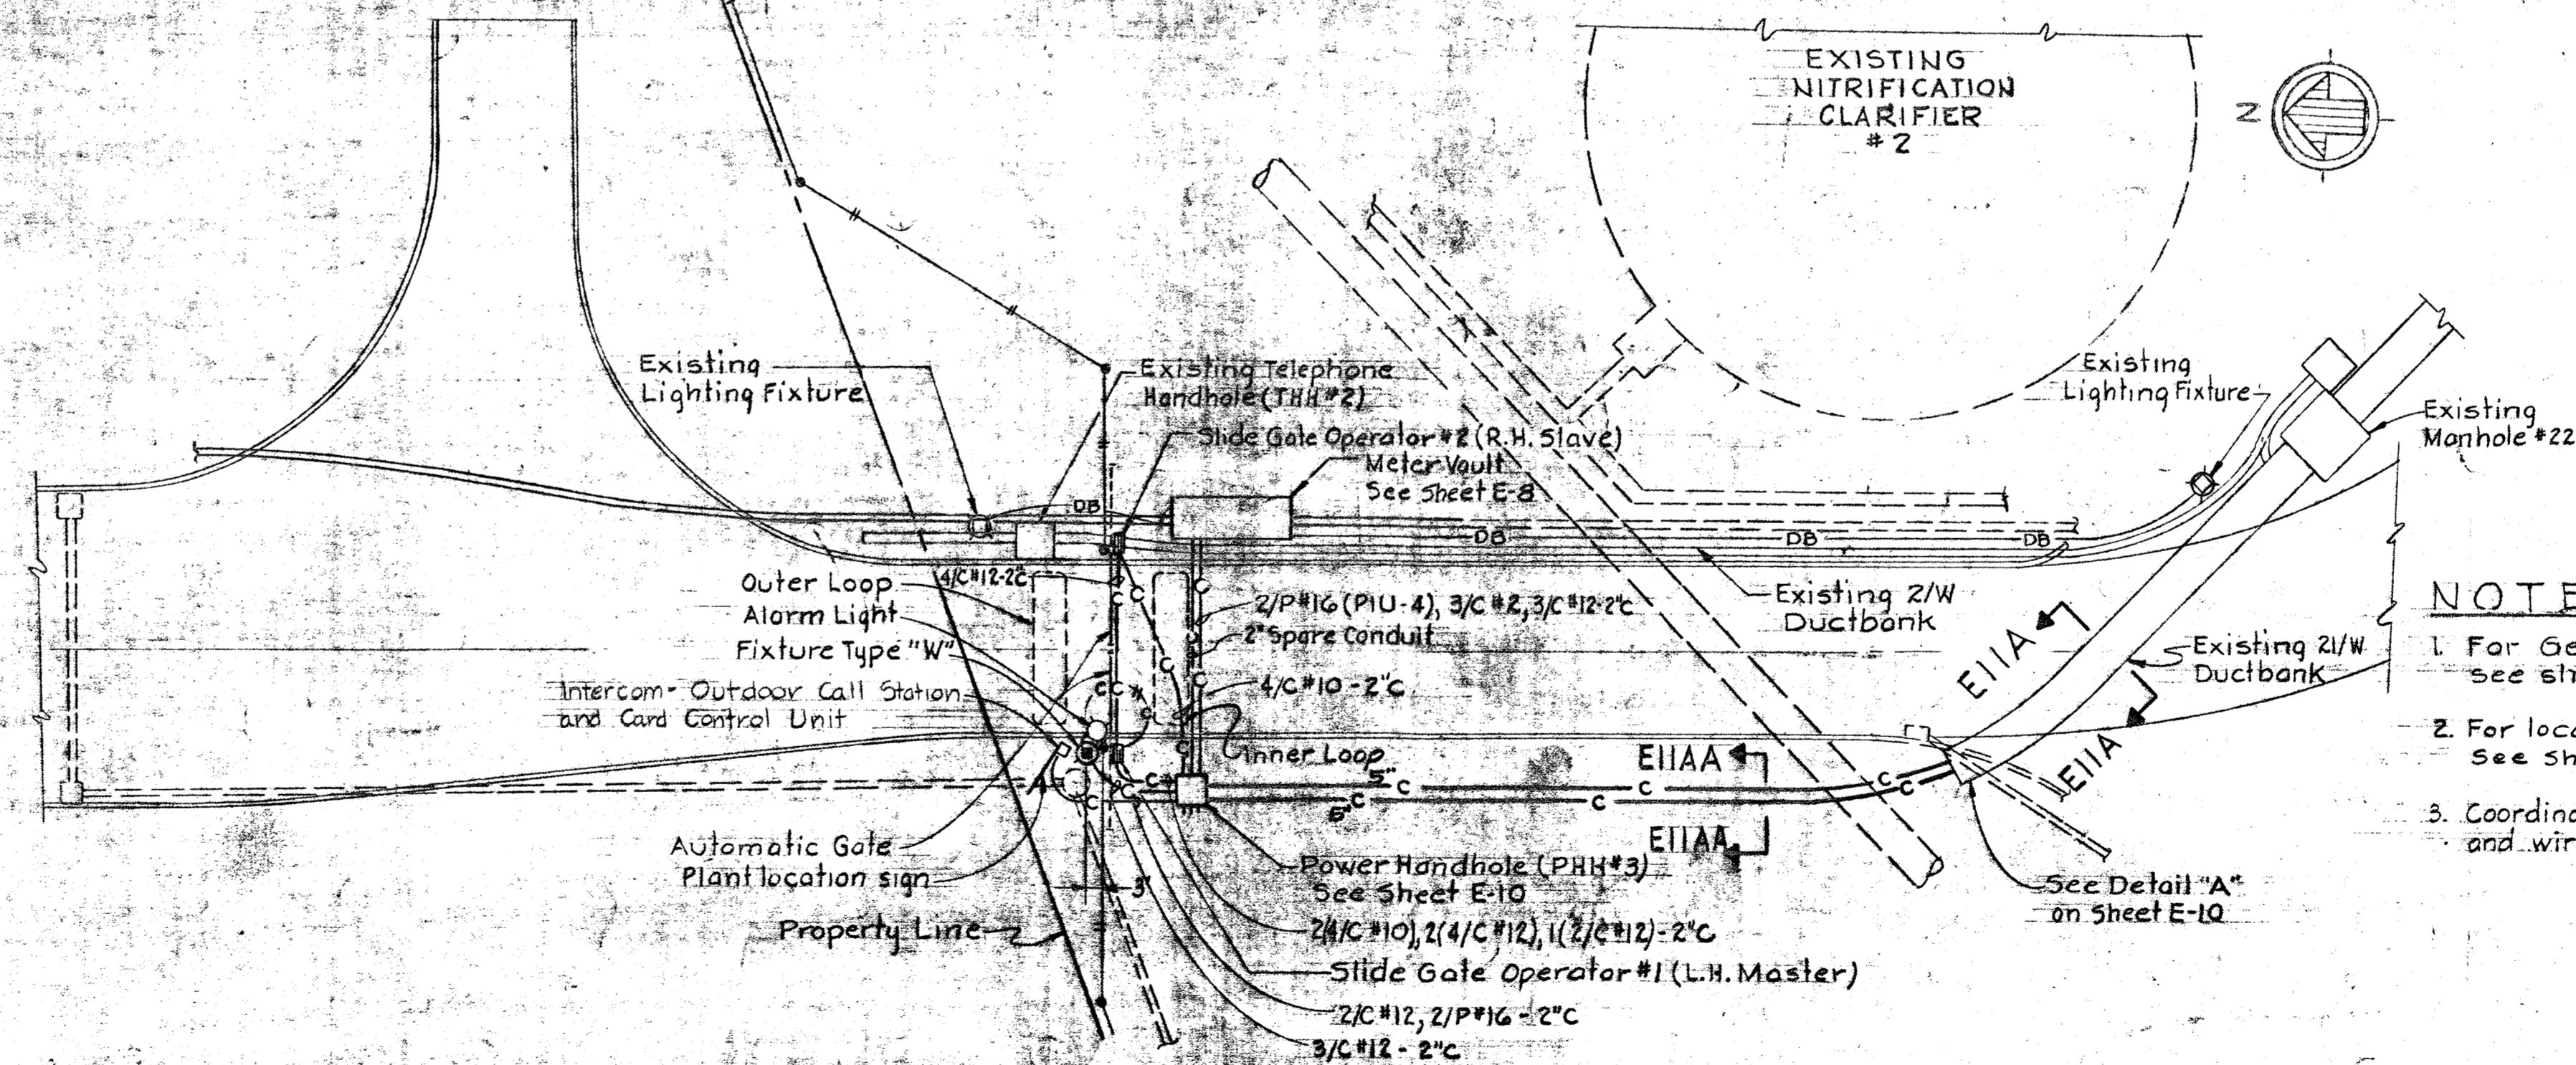 EXISTING
NITRIFICATION
CLARIFIER
#2
N
Existing
Lighting Fixture
Existing Telephone
Handhole (THH#2)
Slide Gate Operator #2 (R.H. Slave)
Meter Vault
See Sheet E-8
Existing
Lighting Fixture
Existing
Manhole #22
DB
DB
DB
DB
Outer Loop
4/C#12-2"C
Alarm Light
Fixture Type "W"
Intercom - Outdoor Call Station
and Card Control Unit
2/P#16 (PIU-4), 3/C#2, 3/C#12-2"C
2" Spare Conduit
4/C#10-2"C
Inner Loop
Existing 2/W
Ductbank
E11A
Existing 21/W
Ductbank
E11A
NOTE
1. For Ge
see str
2. For loca
See Sh
3. Coordina
and wir
E11AA
5"
C
C
C
C
C
5"
E11AA
Automatic Gate
Plant location sign
3'
Property Line
Power Handhole (PHH#3)
See Sheet E-10
See Detail "A"
on Sheet E-10
2(4/C #10), 2(4/C #12), 1(2/C#12)-2"C
Slide Gate Operator #1 (L.H. Master)
2/C#12, 2/P#16-2"C
3/C#12-2"C